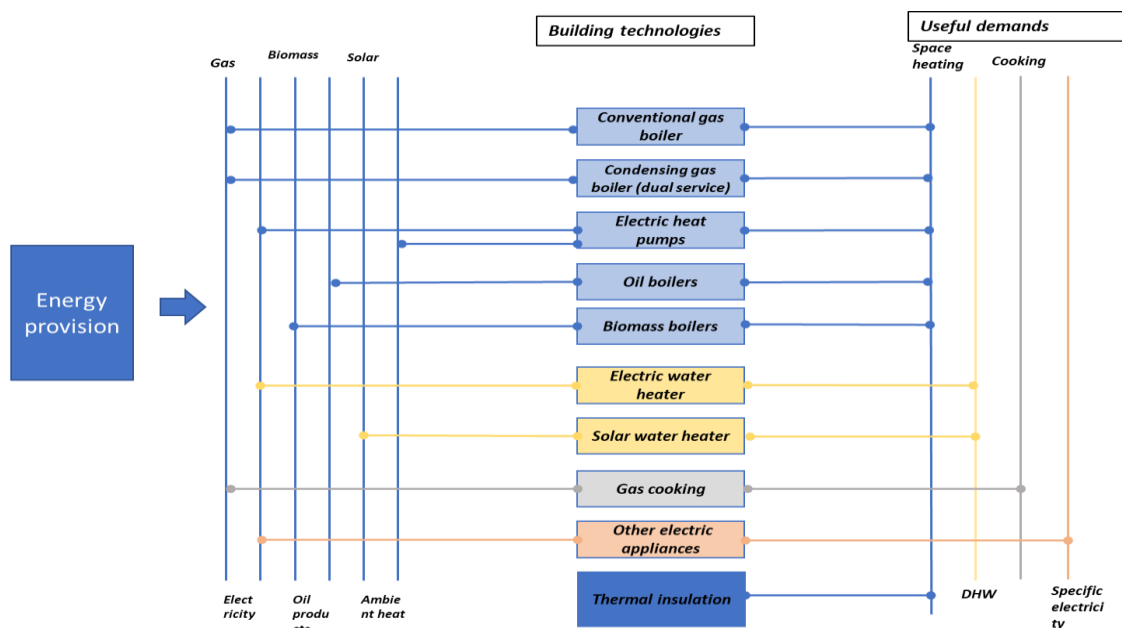 Building technologies
Useful demands
Gas
Biomass
Solar
Space
heating
Cooking
Conventional gas
boiler
Condensing gas
boiler (dual service)
Electric heat
pumps
Oil boilers
Energy
provision
Biomass boilers
Electric water
heater
Solar water heater
Gas cooking
Other electric
appliances
Thermal insulation
Elect
ricity
Oil
produ
Ambie
nt heat
DHW
Specific
electrici
ty